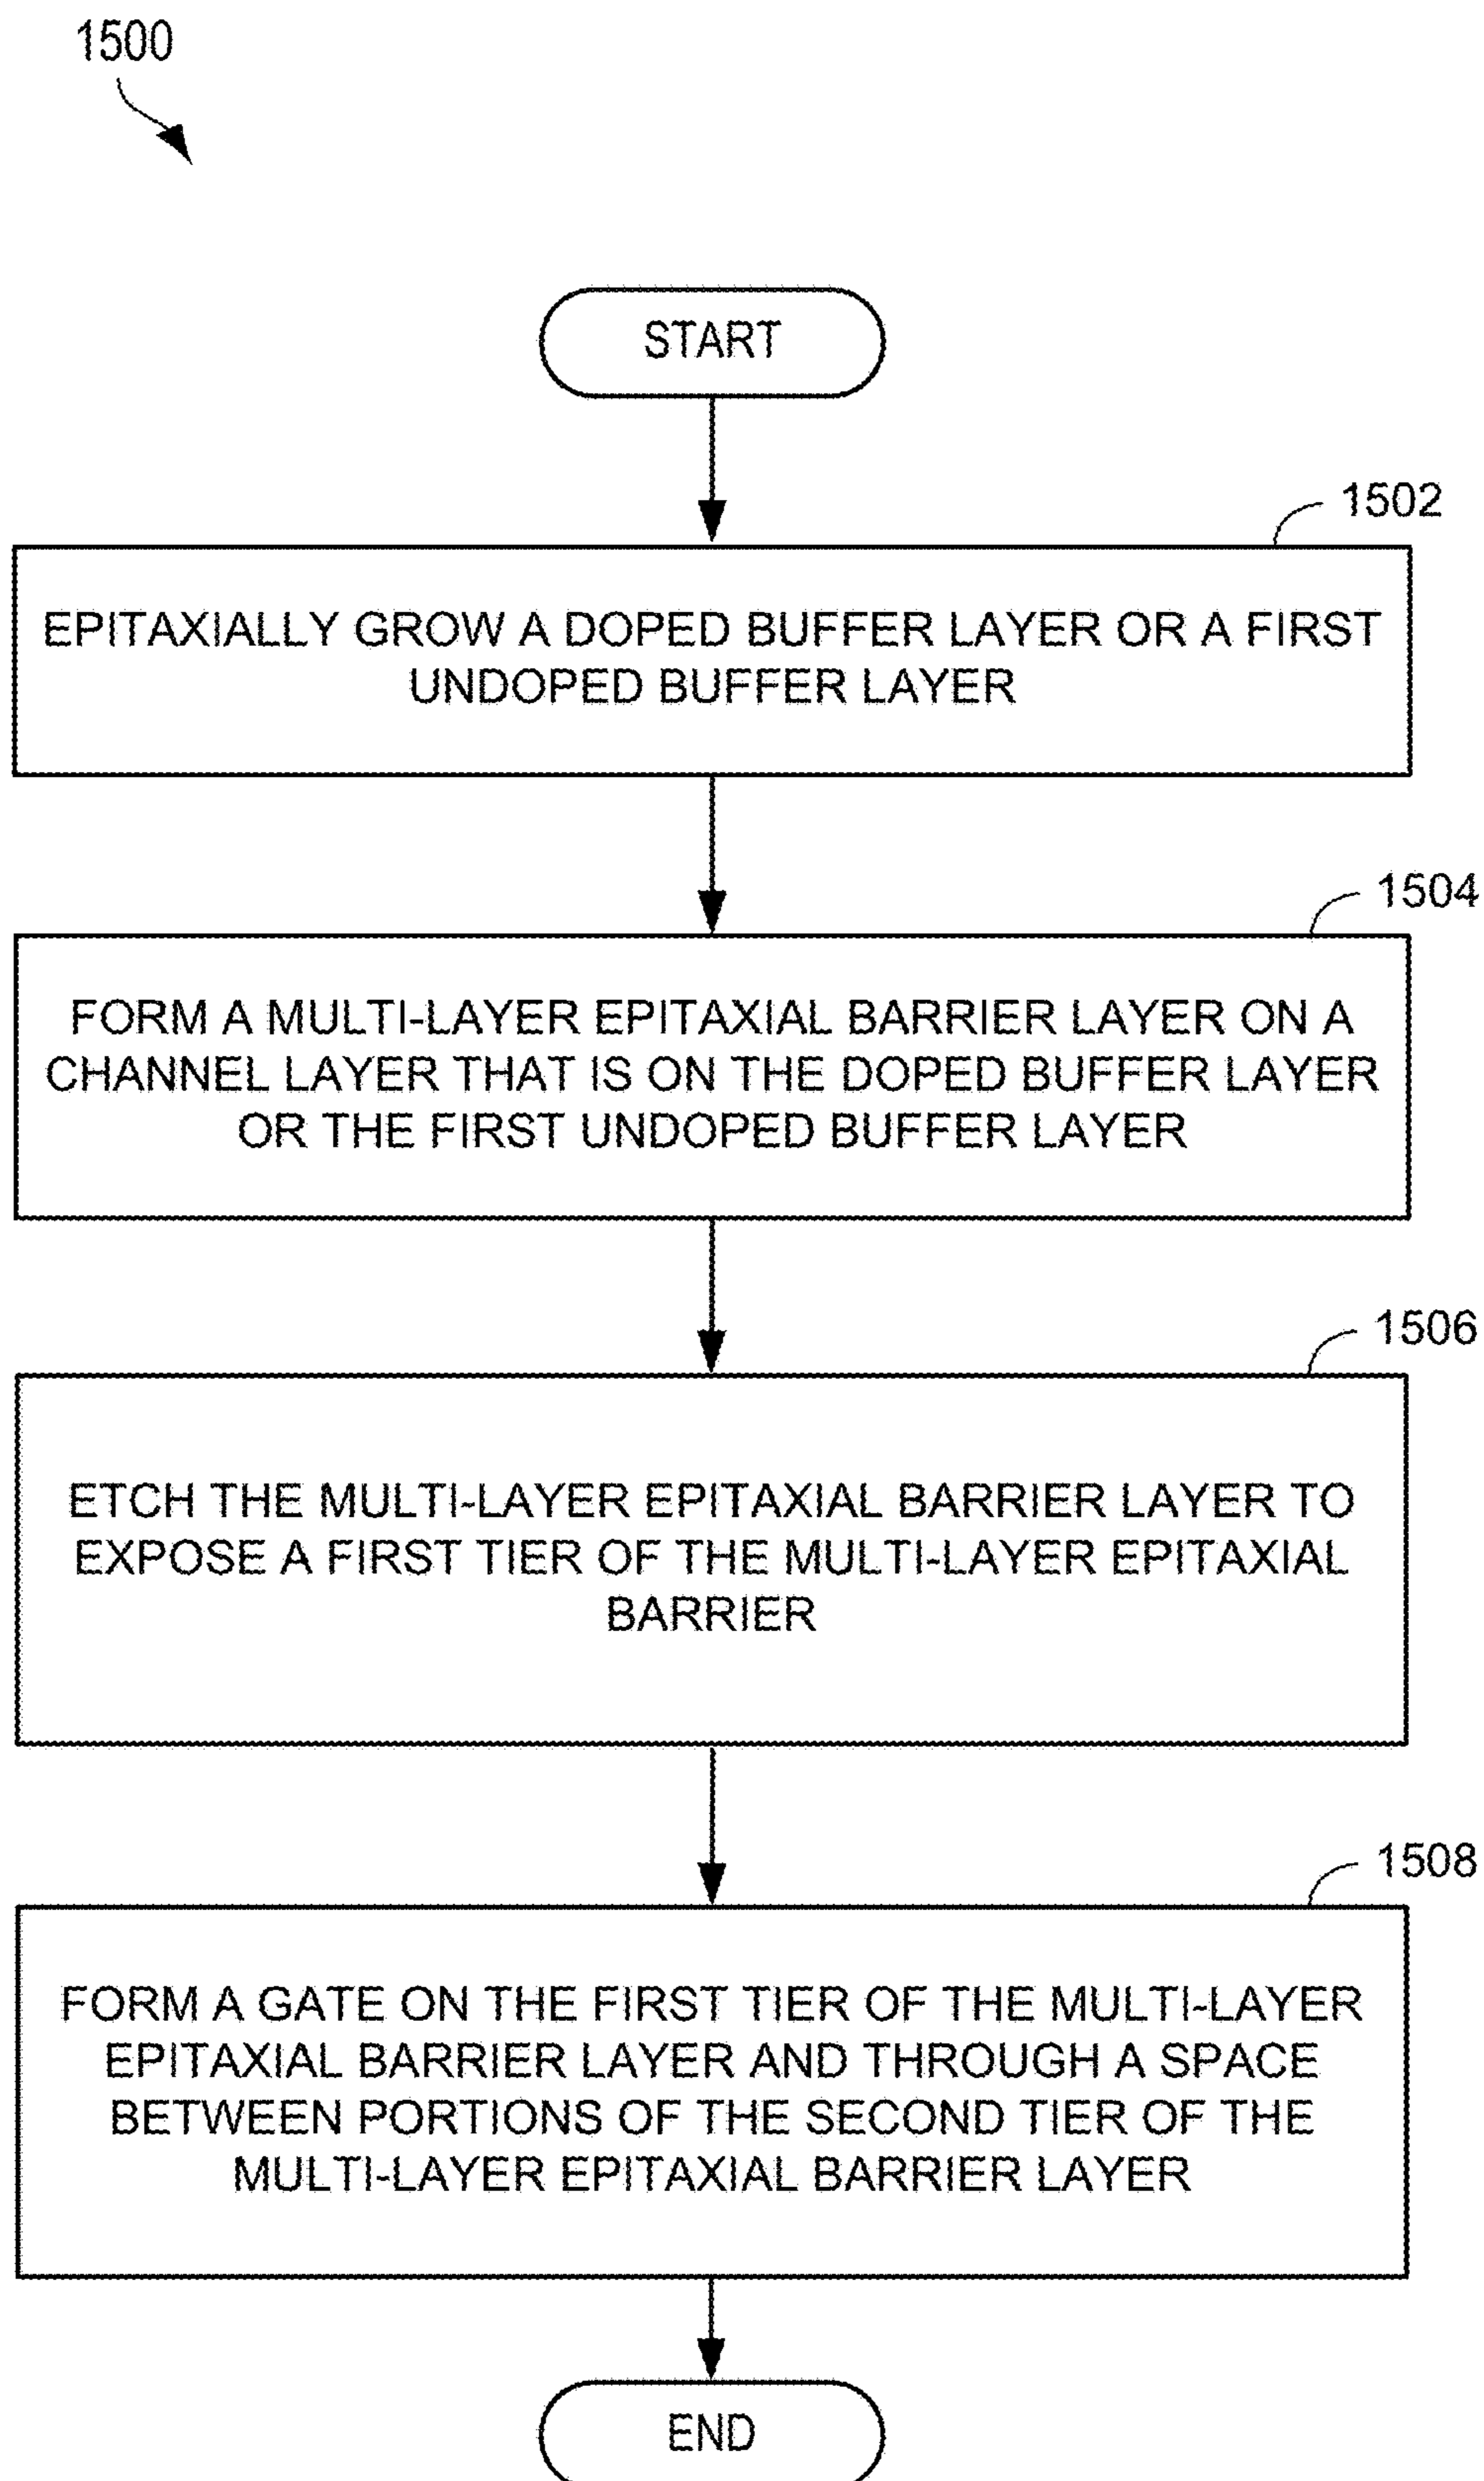 1500
START
1502
EPITAXIALLY GROW A DOPED BUFFER LAYER OR A FIRST
UNDOPED BUFFER LAYER
1504
FORM A MULTI-LAYER EPITAXIAL BARRIER LAYER ON A
CHANNEL LAYER THAT IS ON THE DOPED BUFFER LAYER
OR THE FIRST UNDOPED BUFFER LAYER
1506
ETCH THE MULTI-LAYER EPITAXIAL BARRIER LAYER TO
EXPOSE A FIRST TIER OF THE MULTI-LAYER EPITAXIAL
BARRIER
1508
FORM A GATE ON THE FIRST TIER OF THE MULTI-LAYER
EPITAXIAL BARRIER LAYER AND THROUGH A SPACE
BETWEEN PORTIONS OF THE SECOND TIER OF THE
MULTI-LAYER EPITAXIAL BARRIER LAYER
END